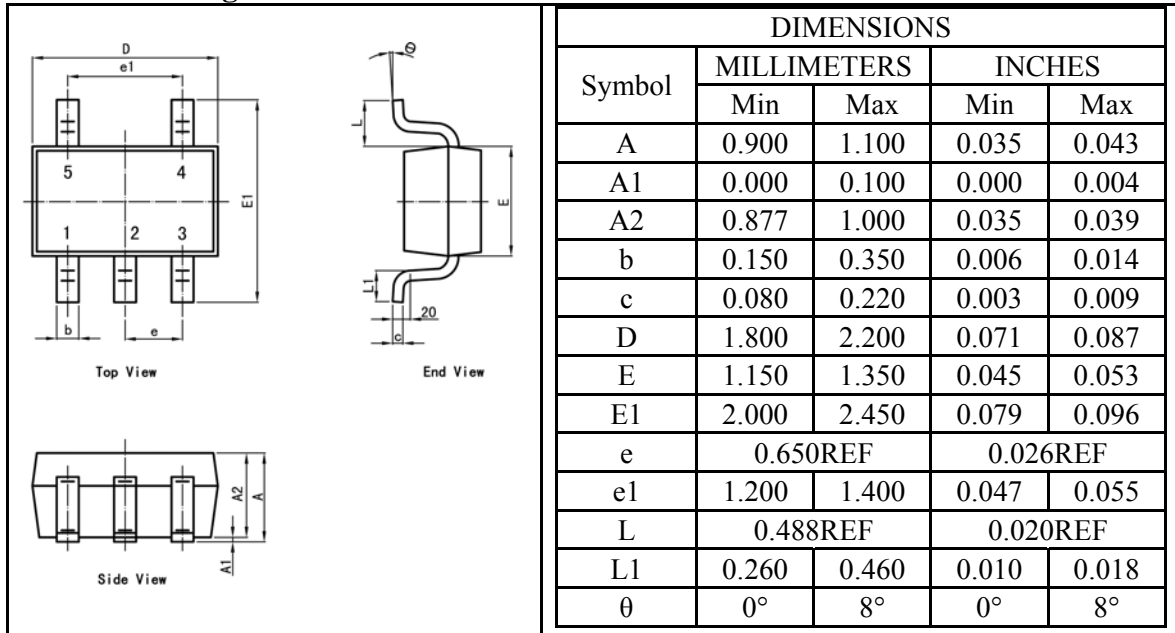 D
e1
5 4
1 2 3
E1
b
e
Top View
θ
L
E
L1
20
c
End View
A2
A
A1
Side View
DIMENSIONS
Symbol MILLIMETERS INCHES
Min Max Min Max
A 0.900 1.100 0.035 0.043
A1 0.000 0.100 0.000 0.004
A2 0.877 1.000 0.035 0.039
b 0.150 0.350 0.006 0.014
c 0.080 0.220 0.003 0.009
D 1.800 2.200 0.071 0.087
E 1.150 1.350 0.045 0.053
E1 2.000 2.450 0.079 0.096
e 0.650REF 0.026REF
e1 1.200 1.400 0.047 0.055
L 0.488REF 0.020REF
L1 0.260 0.460 0.010 0.018
θ 0° 8° 0° 8°